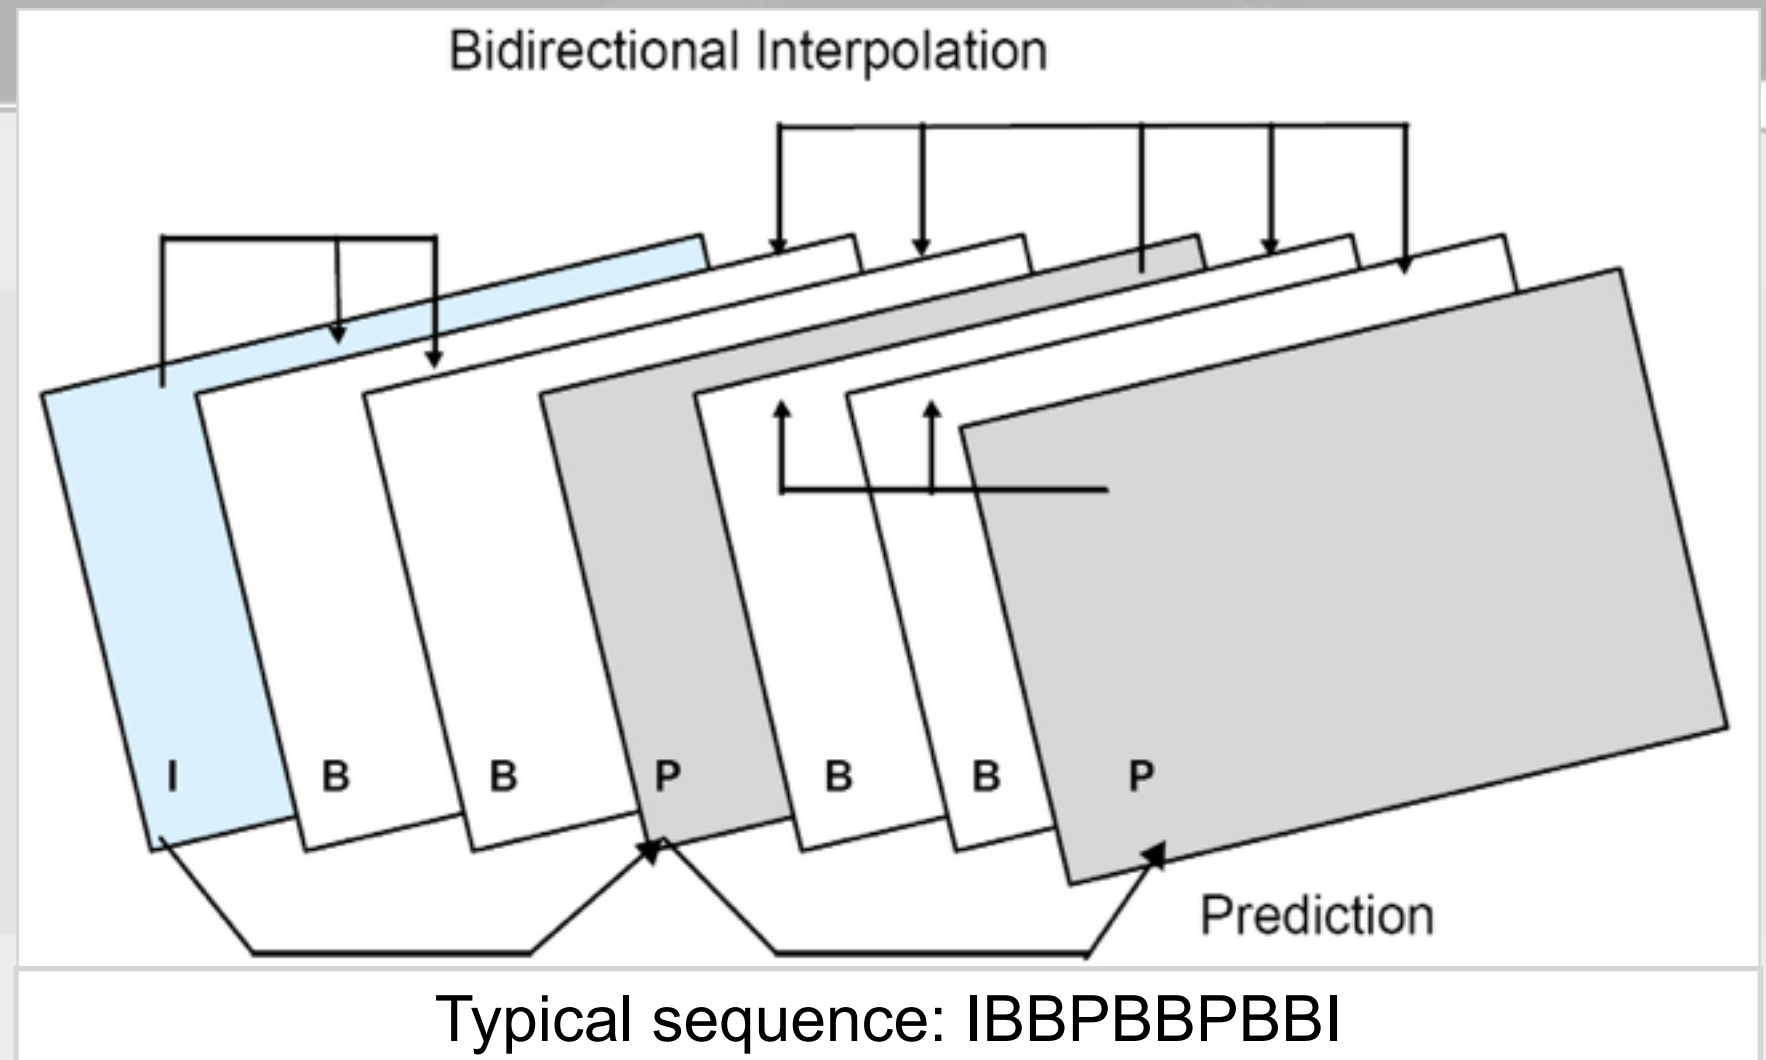 Bidirectional Interpolation
I B B P B B P
Prediction
Typical sequence: IBBPBBPBBI